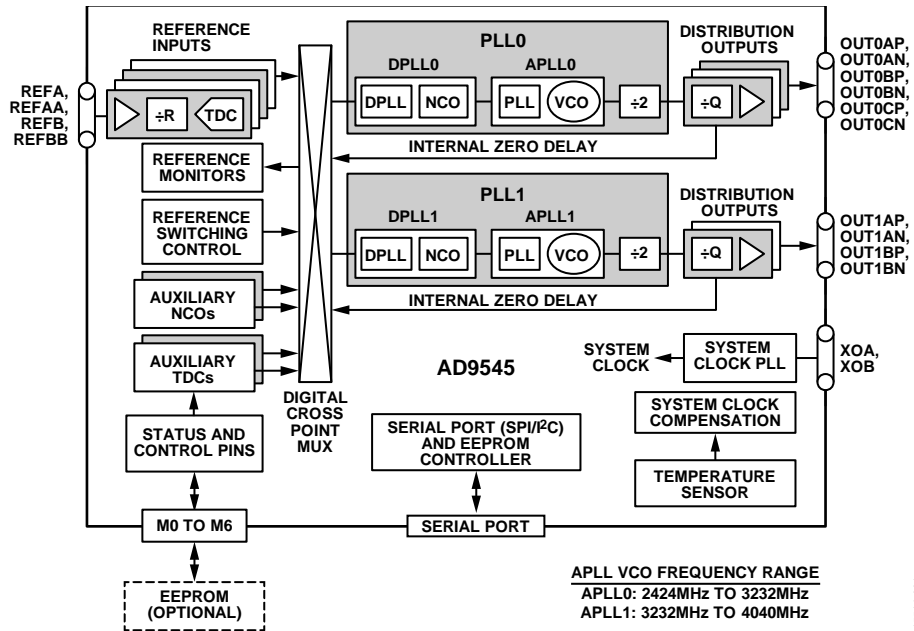 REFERENCE
INPUTS
REFA,
REFAA,
REFB,
REFBB
÷R
TDC
REFERENCE
MONITORS
REFERENCE
SWITCHING
CONTROL
AUXILIARY
NCOs
AUXILIARY
TDCs
STATUS AND
CONTROL PINS
M0 TO M6
EEPROM
(OPTIONAL)
DIGITAL
CROSS
POINT
MUX
PLL0
DPLL0
APLL0
DPLL
NCO
PLL
VCO
÷2
DISTRIBUTION
OUTPUTS
÷Q
OUT0AP,
OUT0AN,
OUT0BP,
OUT0BN,
OUT0CP,
OUT0CN
INTERNAL ZERO DELAY
PLL1
DPLL1
APLL1
DPLL
NCO
PLL
VCO
÷2
DISTRIBUTION
OUTPUTS
÷Q
OUT1AP,
OUT1AN,
OUT1BP,
OUT1BN
INTERNAL ZERO DELAY
AD9545
SYSTEM
CLOCK
SYSTEM
CLOCK PLL
XOA,
XOB
SYSTEM CLOCK
COMPENSATION
TEMPERATURE
SENSOR
SERIAL PORT (SPI/I²C)
AND EEPROM
CONTROLLER
SERIAL PORT
APLL VCO FREQUENCY RANGE
APLL0: 2424MHz TO 3232MHz
APLL1: 3232MHz TO 4040MHz